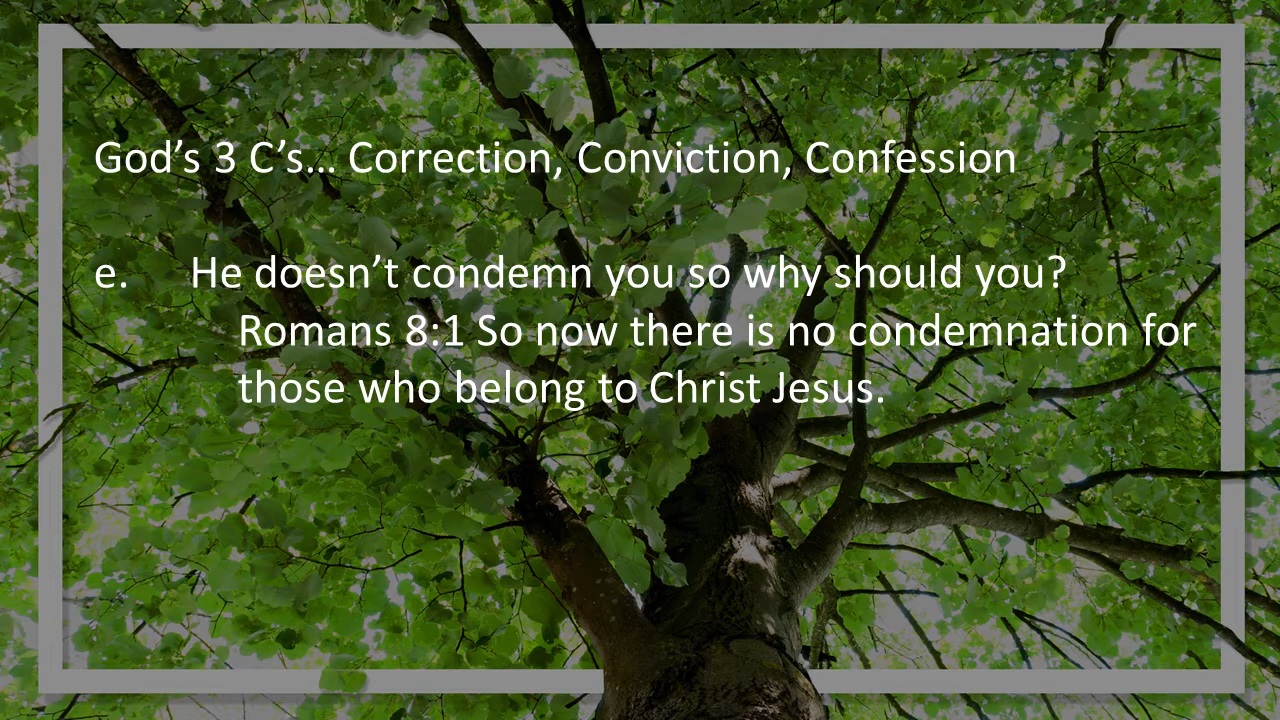 God’s 3 C’s… Correction, Conviction, Confession
e. He doesn’t condemn you so why should you?
Romans 8:1 So now there is no condemnation for
those who belong to Christ Jesus.